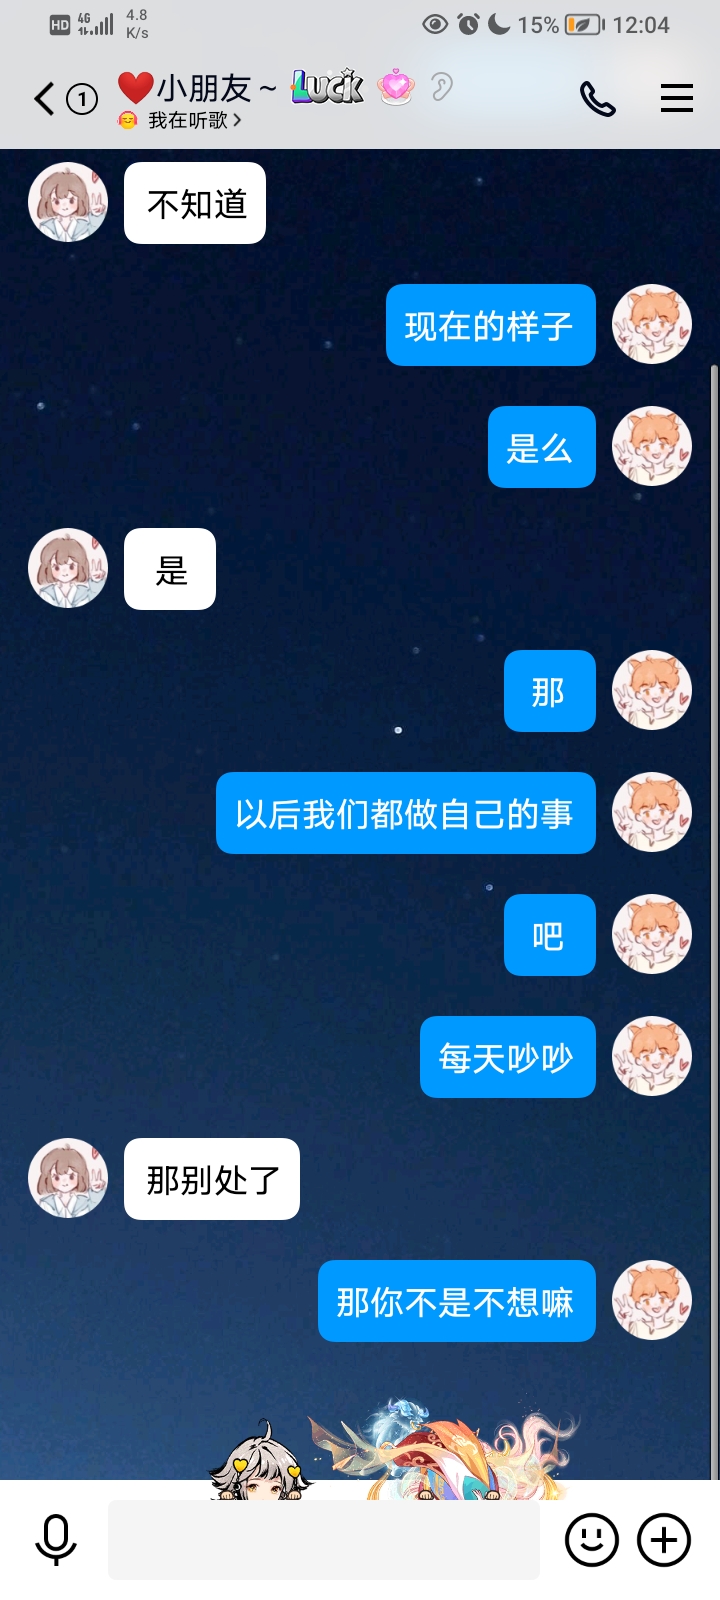 HD 4G 4.8 K/s 15% 12:04
1 ❤️小朋友~ LUCK
我在听歌
不知道
现在的样子
是么
是
那
以后我们都做自己的事
吧
每天吵吵
那别处了
那你不是不想嘛